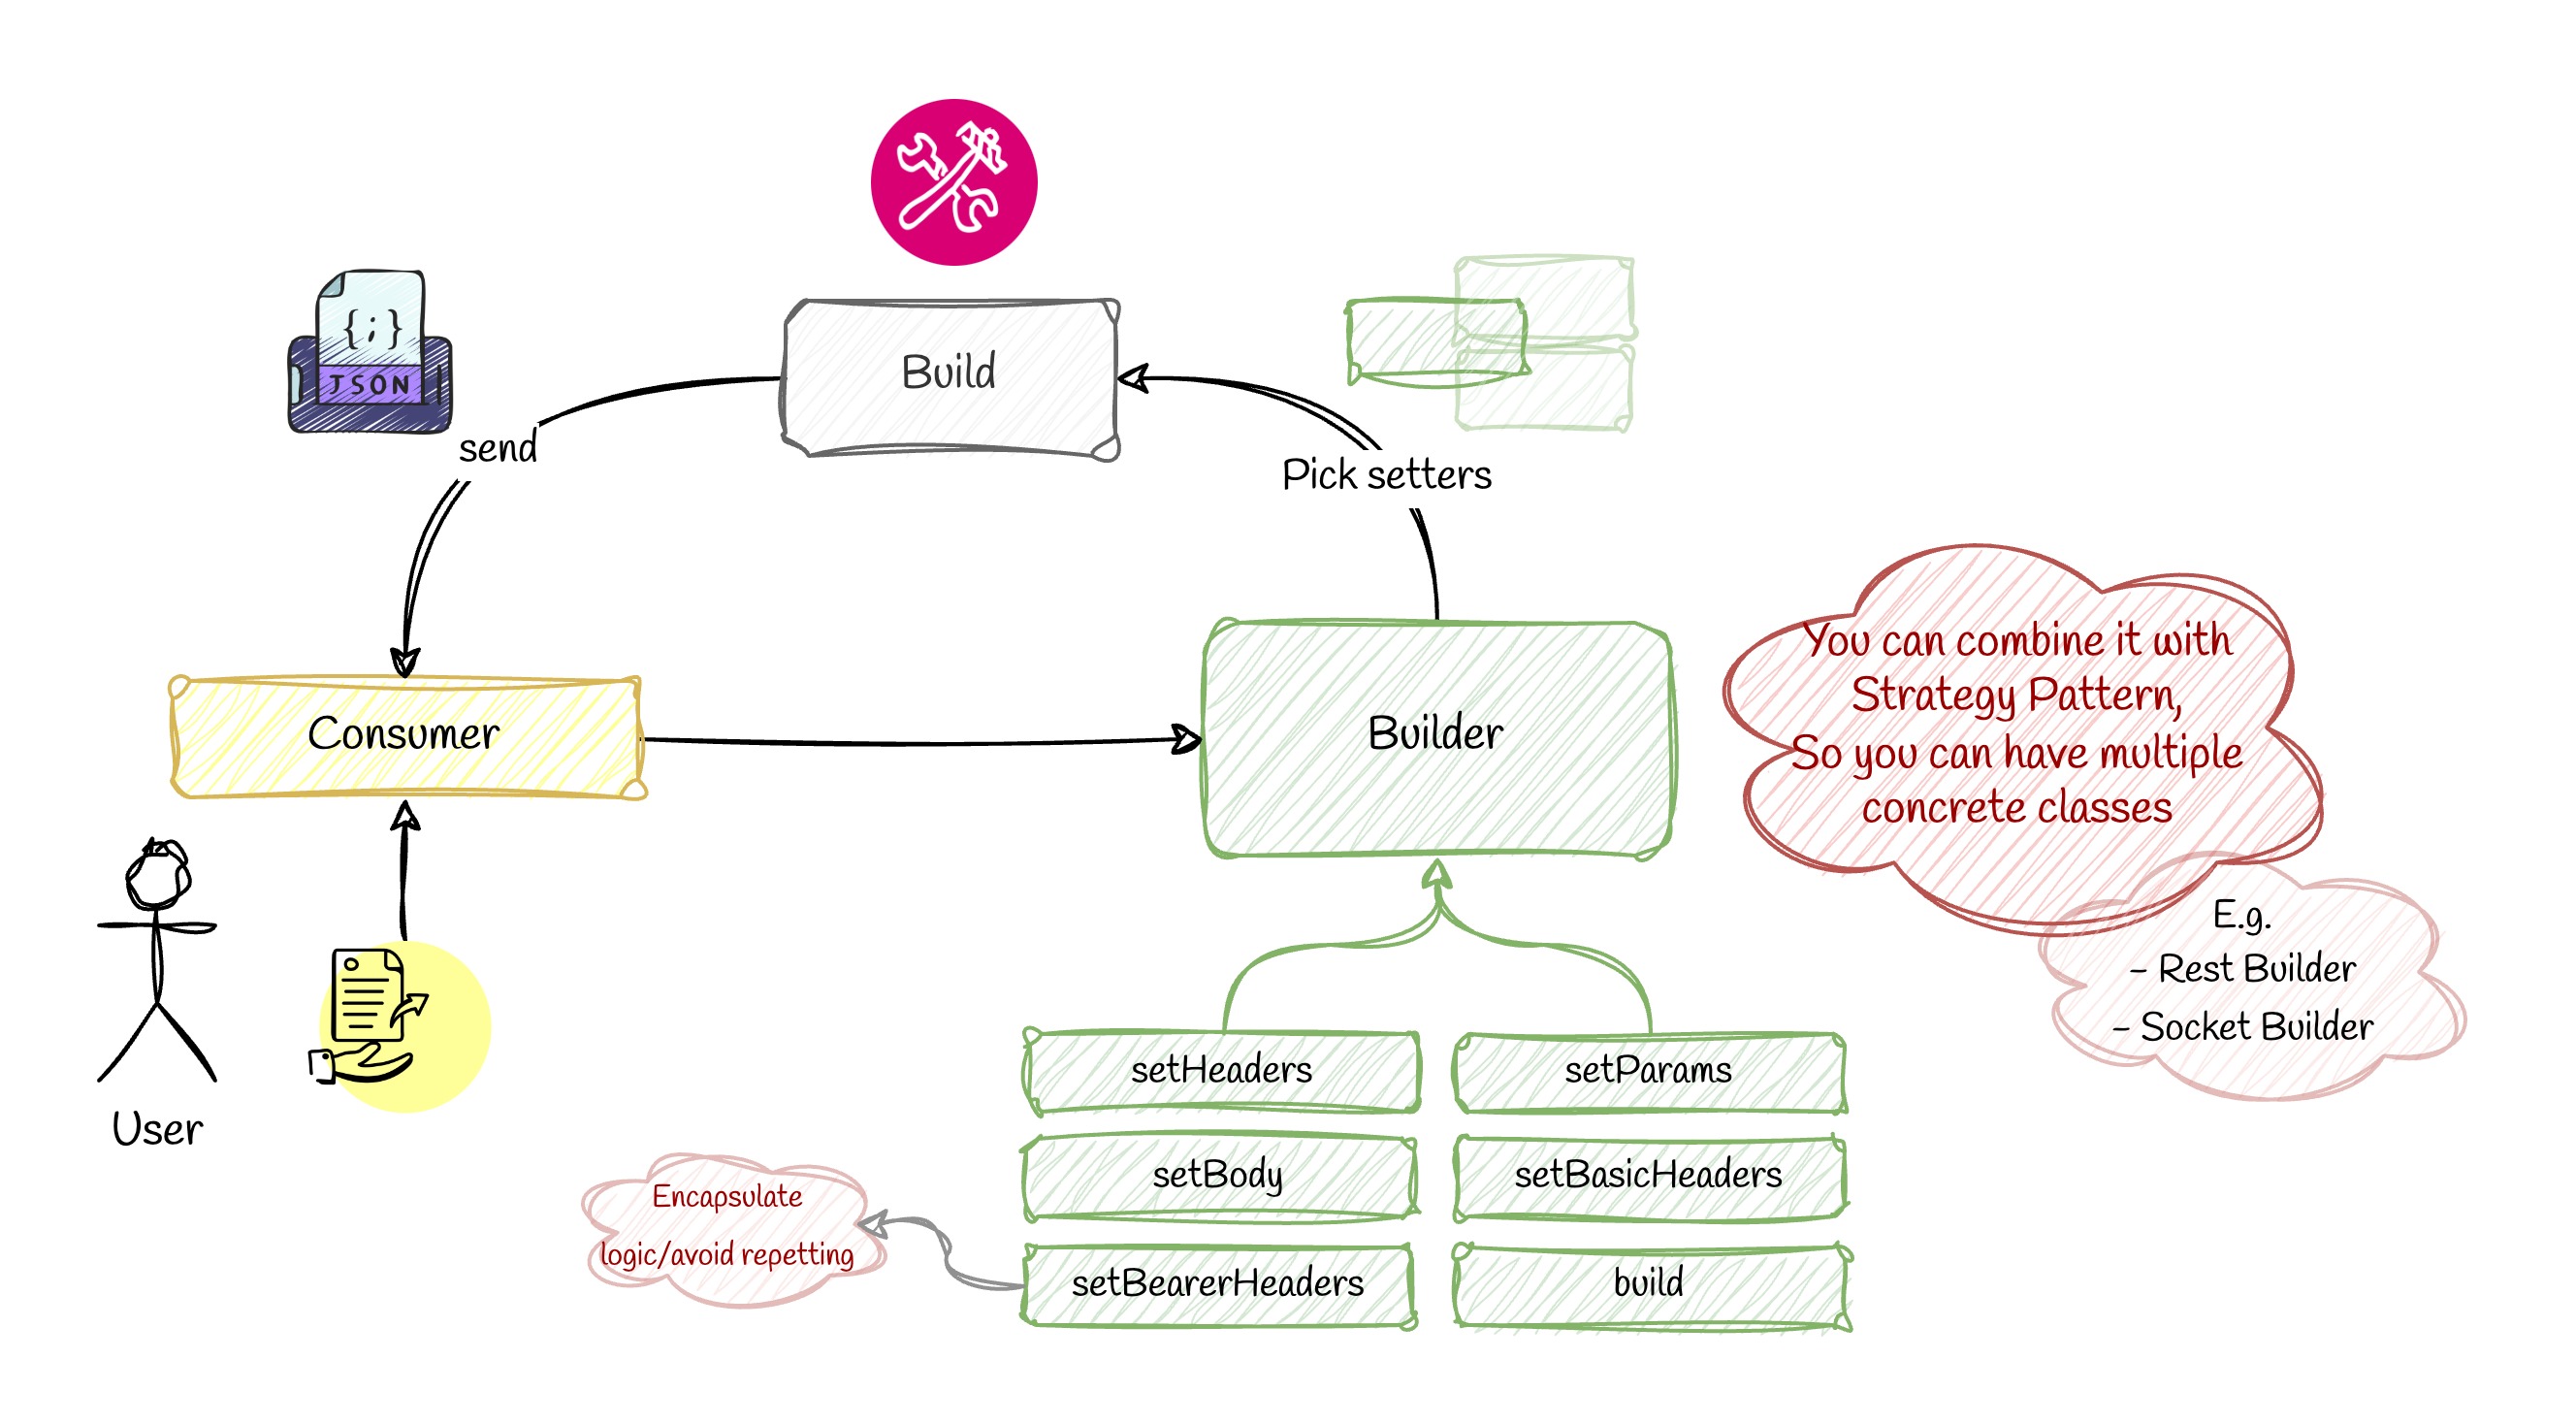 {;}
JSON
Build
send
Pick setters
Consumer
Builder
You can combine it with
Strategy Pattern,
So you can have multiple
concrete classes
E.g.
- Rest Builder
- Socket Builder
User
setHeaders
setParams
setBody
setBasicHeaders
setBearerHeaders
build
Encapsulate
logic/avoid repetting